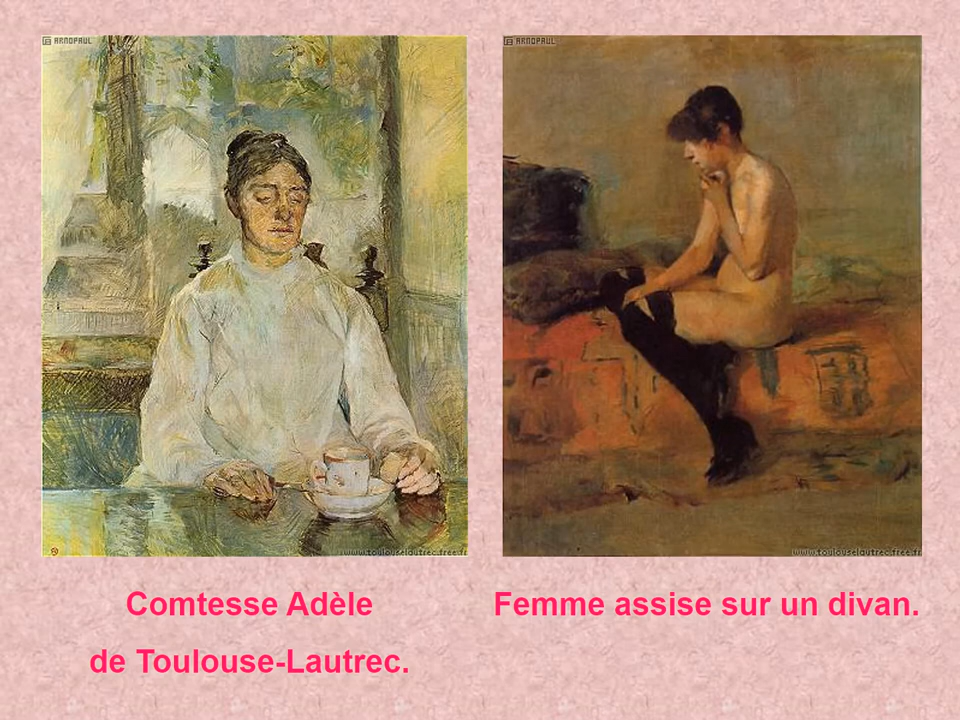 ARNOPAUL
ARNOPAUL
www.toulouselautrec.free.fr
www.toulouselautrec.free.fr
Comtesse Adèle
de Toulouse-Lautrec.
Femme assise sur un divan.